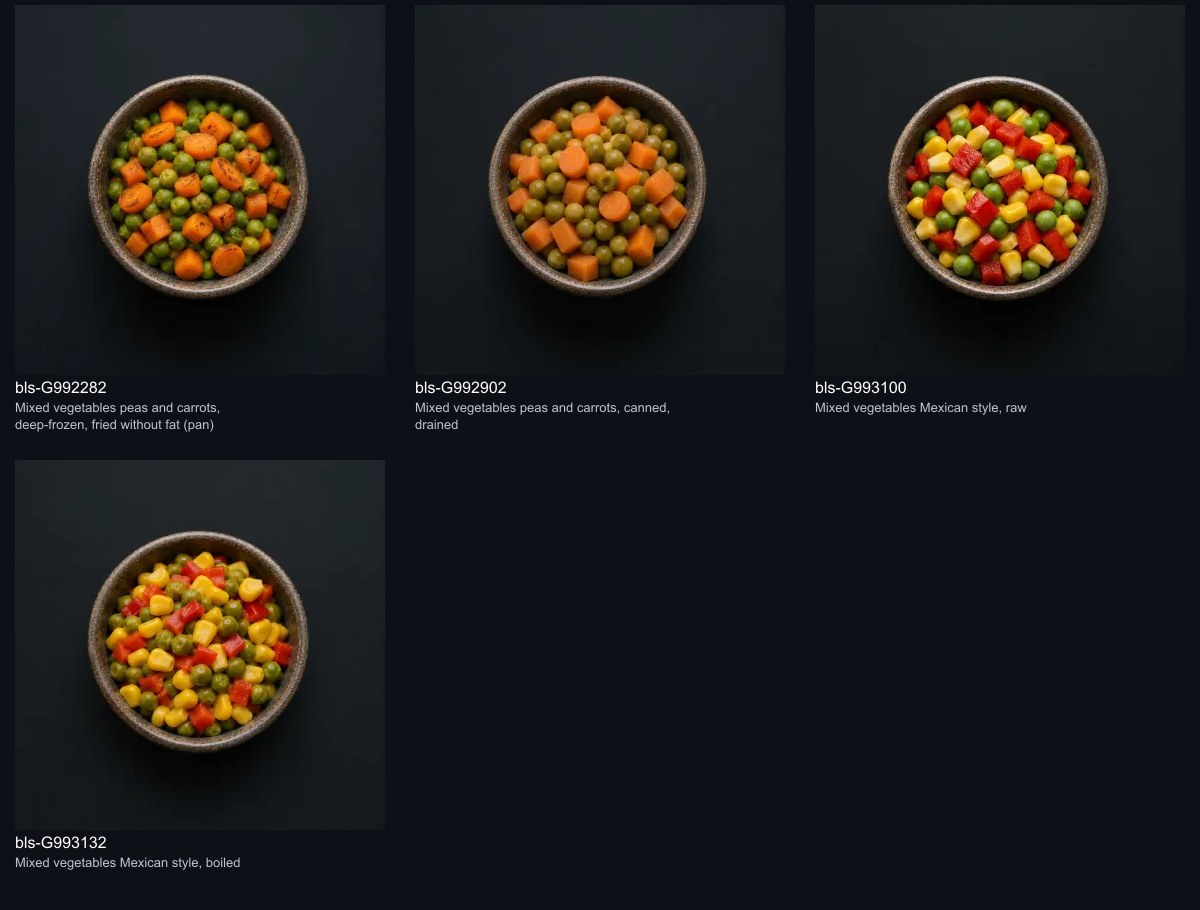 bls-G992282
Mixed vegetables peas and carrots,
deep-frozen, fried without fat (pan)
bls-G992902
Mixed vegetables peas and carrots, canned,
drained
bls-G993100
Mixed vegetables Mexican style, raw
bls-G993132
Mixed vegetables Mexican style, boiled